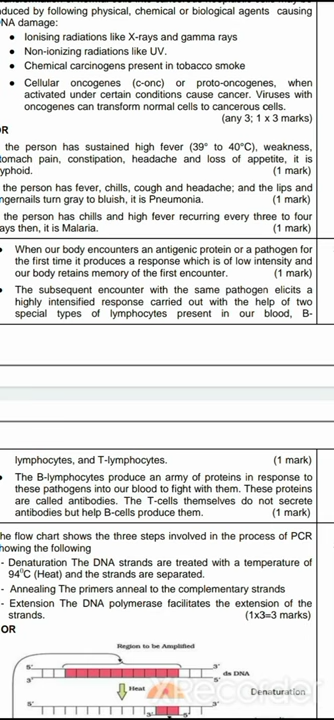 duced by following physical, chemical or biological agents causing
NA damage:
• Ionising radiations like X-rays and gamma rays
• Non-ionizing radiations like UV.
• Chemical carcinogens present in tobacco smoke
• Cellular oncogenes (c-onc) or proto-oncogenes, when
activated under certain conditions cause cancer. Viruses with
oncogenes can transform normal cells to cancerous cells.
(any 3; 1 x 3 marks)
R
the person has sustained high fever (39° to 40°C), weakness,
tomach pain, constipation, headache and loss of appetite, it is
yphoid. (1 mark)
the person has fever, chills, cough and headache; and the lips and
ngernails turn gray to bluish, it is Pneumonia. (1 mark)
the person has chills and high fever recurring every three to four
ays then, it is Malaria. (1 mark)
• When our body encounters an antigenic protein or a pathogen for
the first time it produces a response which is of low intensity and
our body retains memory of the first encounter. (1 mark)
• The subsequent encounter with the same pathogen elicits a
highly intensified response carried out with the help of two
special types of lymphocytes present in our blood, B-
lymphocytes, and T-lymphocytes. (1 mark)
• The B-lymphocytes produce an army of proteins in response to
these pathogens into our blood to fight with them. These proteins
are called antibodies. The T-cells themselves do not secrete
antibodies but help B-cells produce them. (1 mark)
he flow chart shows the three steps involved in the process of PCR
howing the following
- Denaturation The DNA strands are treated with a temperature of
94°C (Heat) and the strands are separated.
- Annealing The primers anneal to the complementary strands
- Extension The DNA polymerase facilitates the extension of the
strands. (1x3=3 marks)
OR
Region to be Amplified
5' 3'
ds DNA
3' 5'
Heat
Denaturation
Recorder
5' 3'